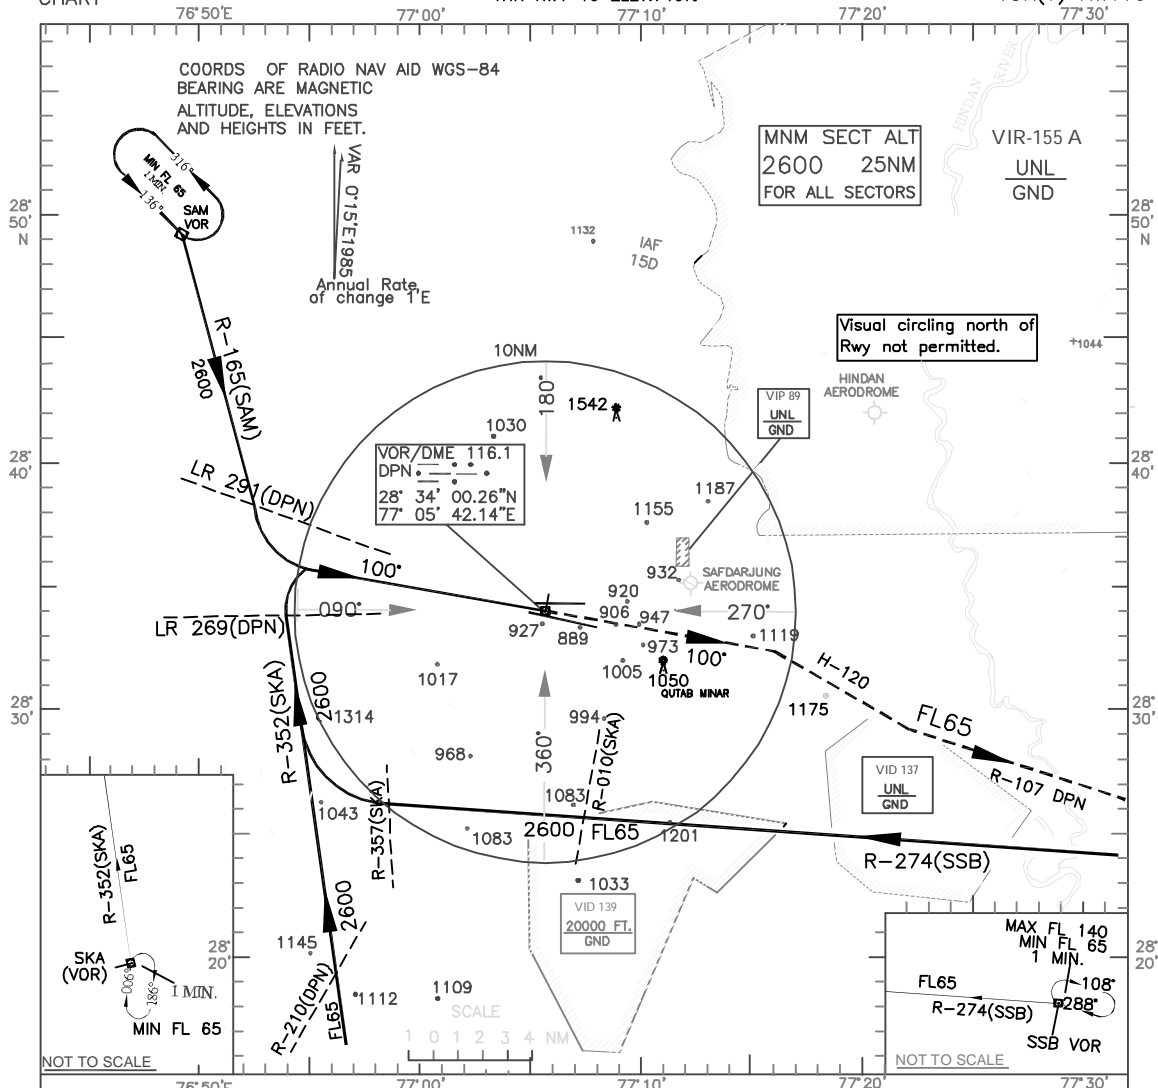 CHART
76°50'E
77°00'
77°10'
77°20'
77°30'
COORDS OF RADIO NAV AID WGS-84
BEARING ARE MAGNETIC
ALTITUDE, ELEVATIONS
AND HEIGHTS IN FEET.
VAR 0°15'E1985
Annual Rate
of change 1'E
316°
MIN FL 65
1 MIN.
136°
SAM
VOR
MNM SECT ALT
2600 25NM
FOR ALL SECTORS
HINDAN RIVER
VIR-155 A
UNL
GND
28°
50'
N
28°
50'
N
1132
IAF
15D
Visual circling north of
Rwy not permitted.
1044
HINDAN
AERODROME
VIP 89
UNL
GND
R-165(SAM)
2600
10NM
180°
1542
1030
VOR/DME 116.1
DPN
28° 34' 00.26"N
77° 05' 42.14"E
28°
40'
28°
40'
LR 291(DPN)
1187
1155
100°
932
SAFDARJUNG
AERODROME
920
090°
906
947
270°
LR 269(DPN)
927
889
973
100°
1119
1005
1050
QUTAB MINAR
H-120
1017
R-352(SKA)
2600
1314
994
R-010(SKA)
360°
1175
FL65
28°
30'
28°
30'
968
R-107 DPN
VID 137
UNL
GND
1043
R-357(SKA)
1083
1083
2600 FL65
1201
R-274(SSB)
1033
VID 139
20000 FT.
GND
R-352(SKA)
FL65
SKA
(VOR)
006°
186°
1 MIN.
MIN FL 65
NOT TO SCALE
28°
20'
2600
1145
R-210(DPN)
FL65
1112
1109
SCALE
1 0 1 2 3 4 NM
MAX FL 140
MIN FL 65
1 MIN.
FL65
108°
288°
R-274(SSB)
SSB VOR
NOT TO SCALE
28°
20'
76°50'E
77°00'
77°10'
77°20'
77°30'